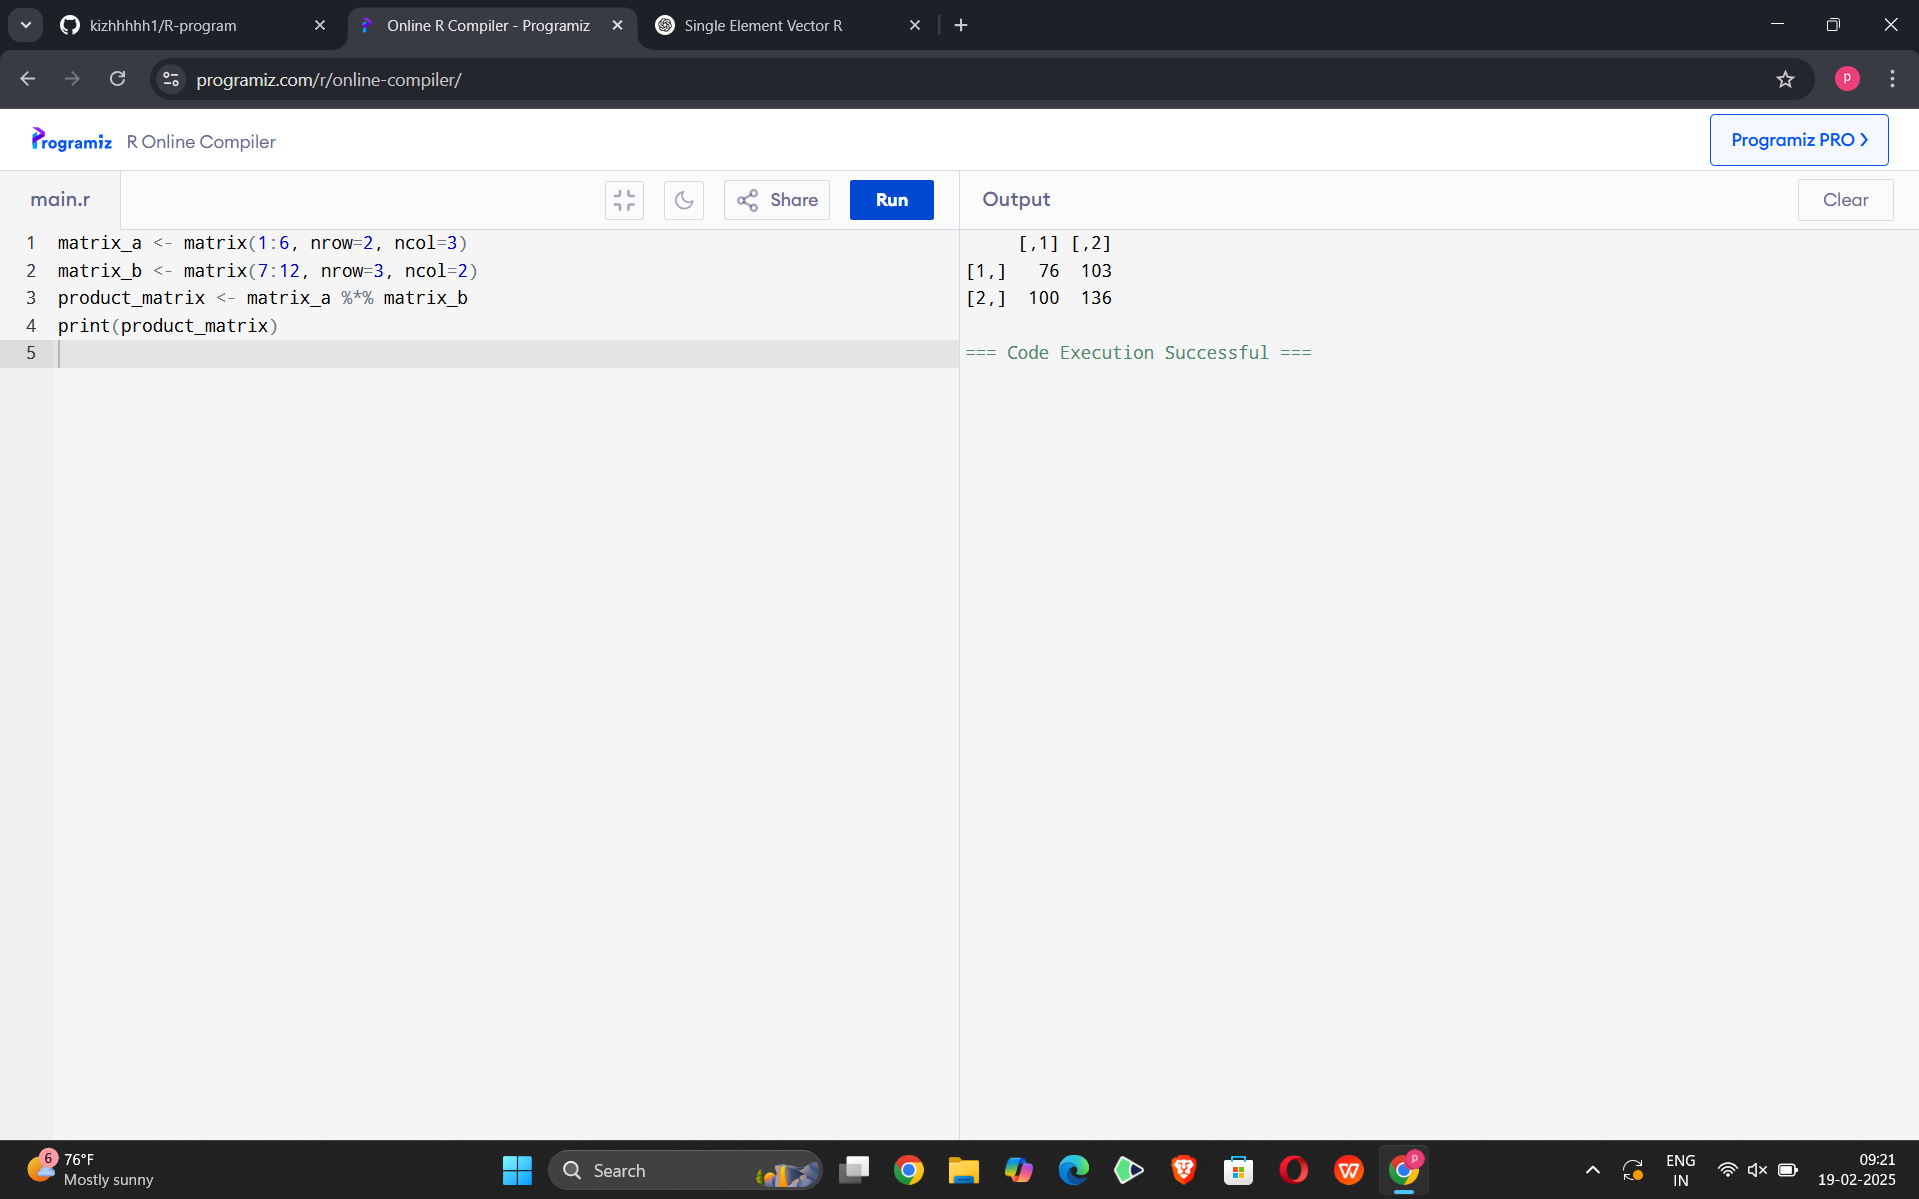 kizhhhhh1/R-program
Online R Compiler - Programiz
Single Element Vector R
programiz.com/r/online-compiler/
P
Programiz R Online Compiler
Programiz PRO
main.r
Share
Run
Output
Clear
1 matrix_a <- matrix(1:6, nrow=2, ncol=3)
2 matrix_b <- matrix(7:12, nrow=3, ncol=2)
3 product_matrix <- matrix_a %*% matrix_b
4 print(product_matrix)
5
[,1] [,2]
[1,] 76 103
[2,] 100 136
=== Code Execution Successful ===
6
76°F
Mostly sunny
Search
P
ENG
IN
09:21
19-02-2025